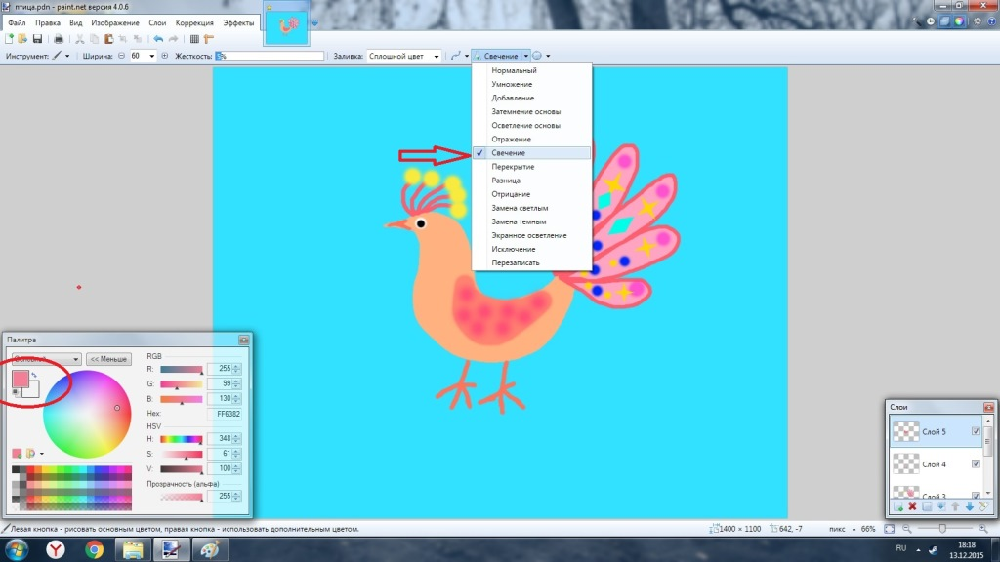 птица.pdn - paint.net версия 4.0.6
Файл Правка Вид Изображение Слои Коррекция Эффекты
Инструмент: Ширина: 60 Жесткость: 5% Заливка: Сплошной цвет Свечение
Нормальный
Умножение
Добавление
Затемнение основы
Осветление основы
Отражение
Свечение
Перекрытие
Разница
Отрицание
Замена светлым
Замена темным
Экранное осветление
Исключение
Перезаписать
Палитра
Основной << Меньше
RGB
R: 255
G: 99
B: 130
Hex: FF6382
HSV
H: 348
S: 61
V: 100
Прозрачность (альфа)
255
Слои
Слой 5
Слой 4
Слой 3
Левая кнопка - рисовать основным цветом, правая кнопка - использовать дополнительным цветом.
1400 × 1100 642, -7 пикс 66%
RU 18:18
13.12.2015